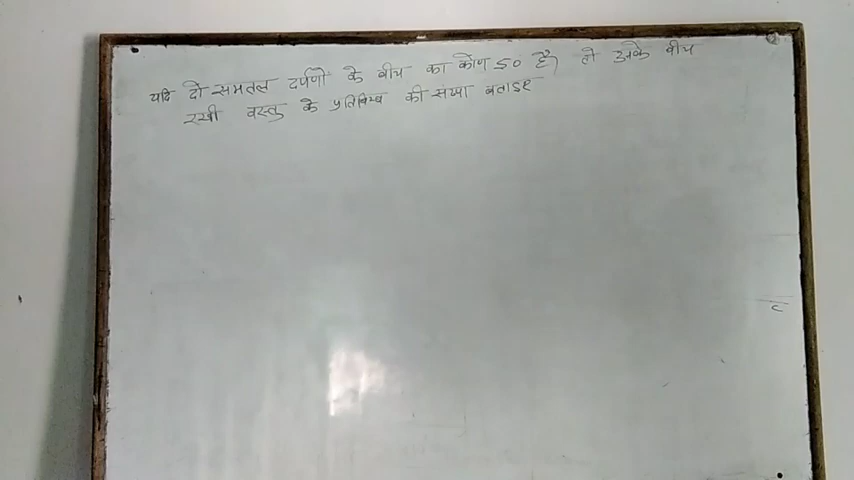 यदि दो समतल दर्पणों के बीच का कोण 50 है, तो उनके बीच
रखी वस्तु के प्रतिबिम्ब की संख्या बताइए